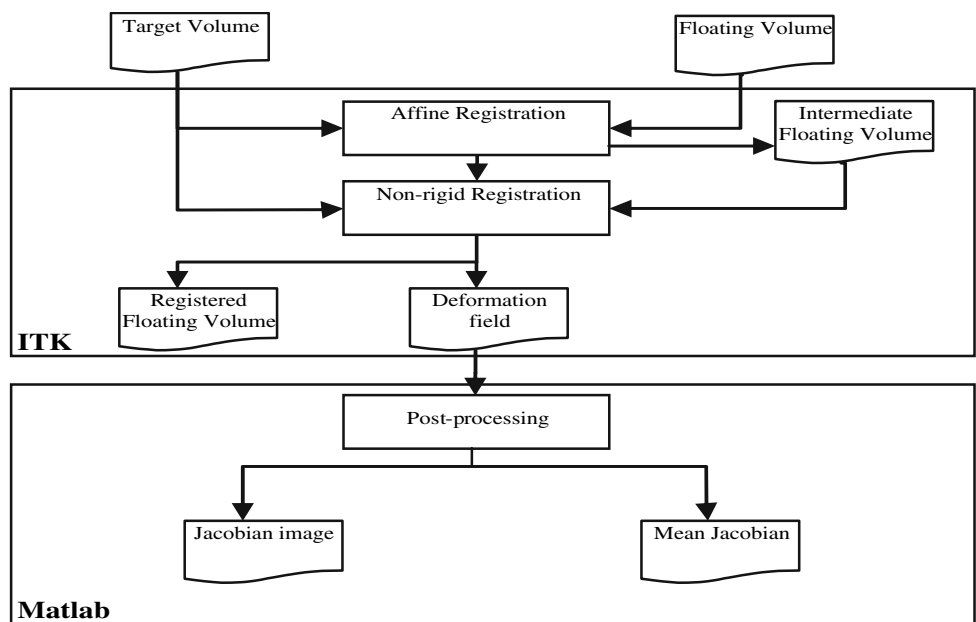 Target Volume
Floating Volume
Affine Registration
Intermediate
Floating Volume
Non-rigid Registration
Registered
Floating Volume
Deformation
field
ITK
Post-processing
Jacobian image
Mean Jacobian
Matlab